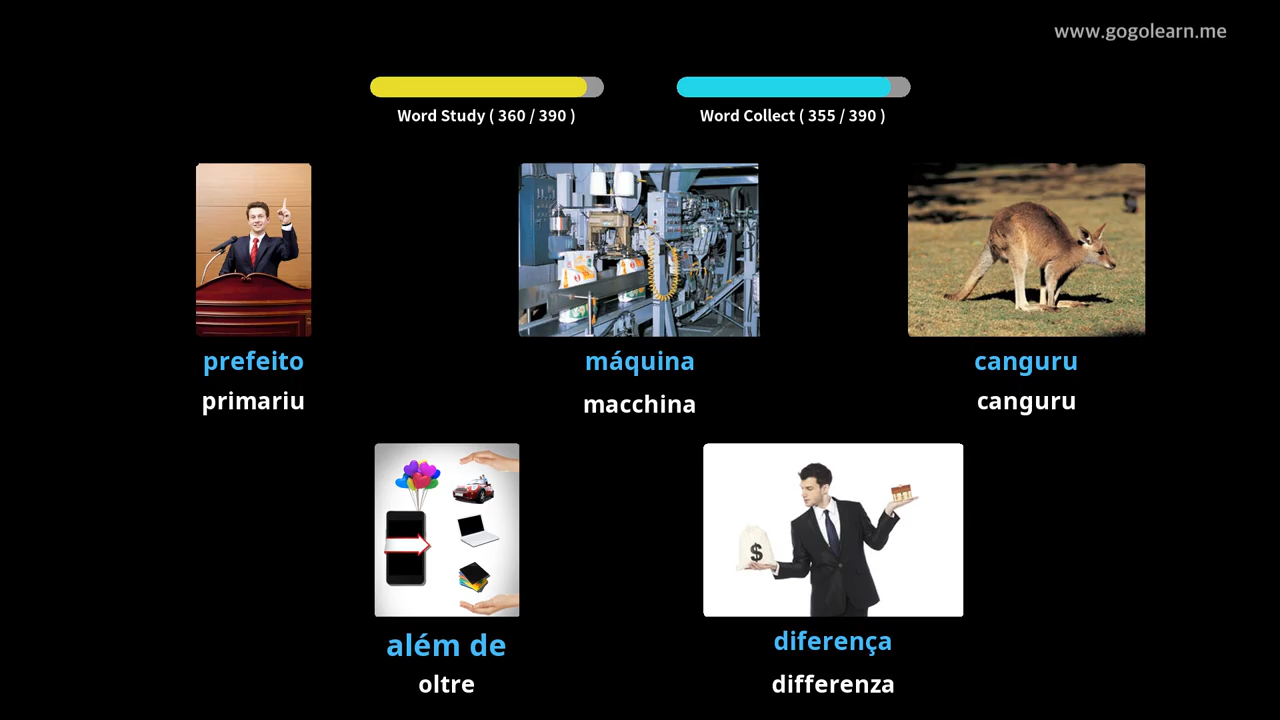 www.gogolearn.me
Word Study ( 360 / 390 )
Word Collect ( 355 / 390 )
prefeito
primariu
máquina
macchina
canguru
canguru
$
além de
oltre
diferença
differenza